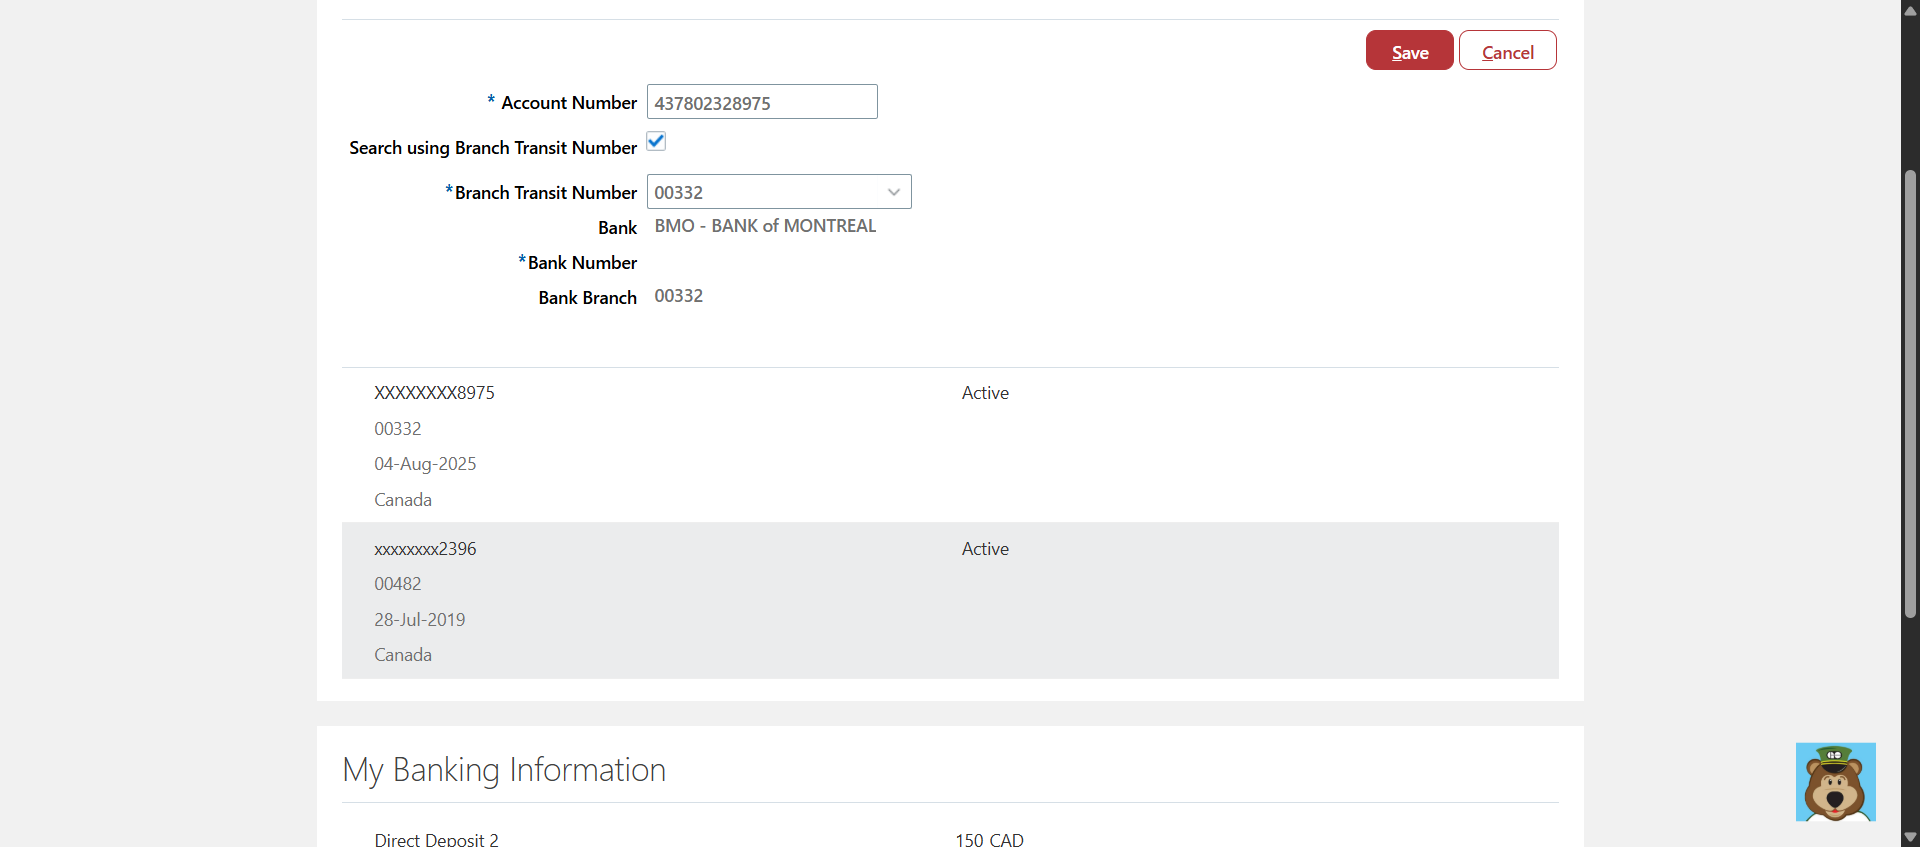 Save Cancel
* Account Number 437802328975
Search using Branch Transit Number
*Branch Transit Number 00332
Bank BMO - BANK of MONTREAL
*Bank Number
Bank Branch 00332
XXXXXXXX8975 Active
00332
04-Aug-2025
Canada
xxxxxxxx2396 Active
00482
28-Jul-2019
Canada
My Banking Information
Direct Deposit 2 150 CAD